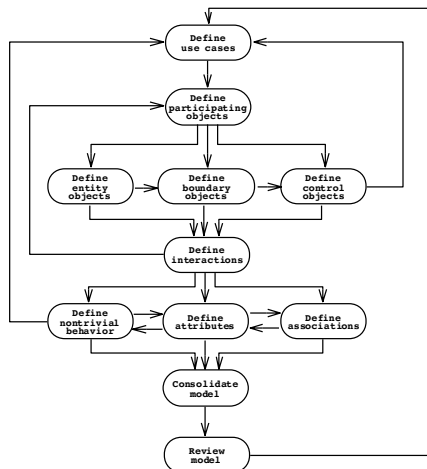 Define
use cases
Define
participating
objects
Define
entity
objects
Define
boundary
objects
Define
control
objects
Define
interactions
Define
nontrivial
behavior
Define
attributes
Define
associations
Consolidate
model
Review
model